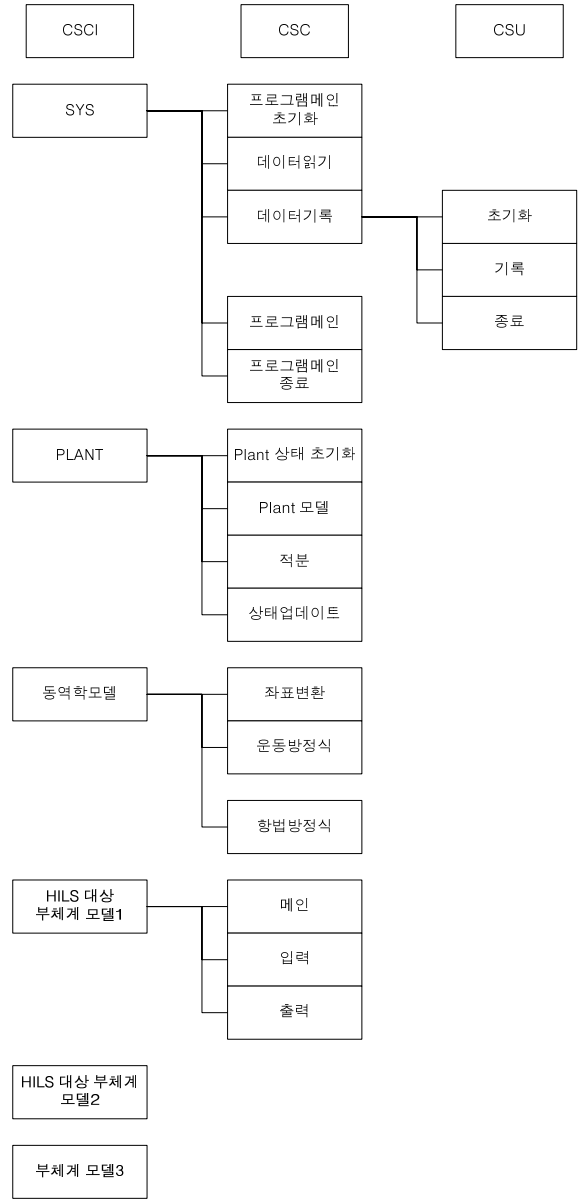 CSCI
CSC
CSU
SYS
프로그램메인
초기화
데이터읽기
데이터기록
초기화
기록
종료
프로그램메인
프로그램메인
종료
PLANT
Plant 상태 초기화
Plant 모델
적분
상태업데이트
동역학모델
좌표변환
운동방정식
항법방정식
HILS 대상
부체계 모델1
메인
입력
출력
HILS 대상 부체계
모델2
부체계 모델3